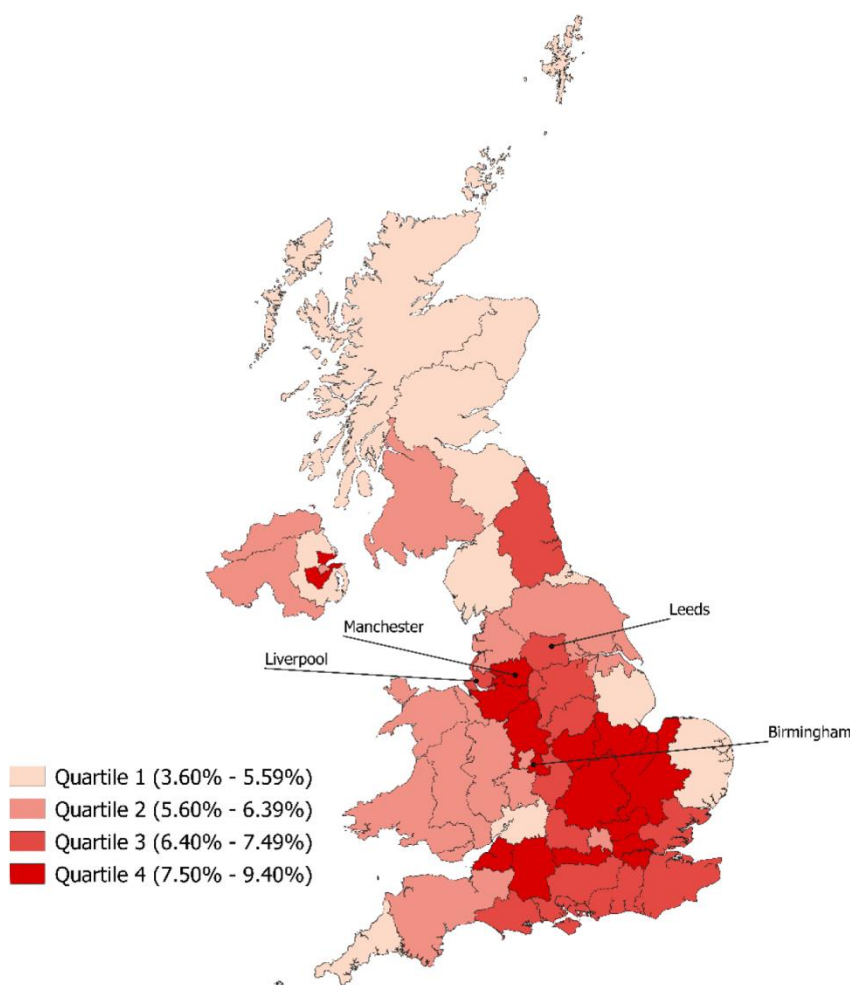 Leeds
Manchester
Liverpool
Birmingham
Quartile 1 (3.60% - 5.59%)
Quartile 2 (5.60% - 6.39%)
Quartile 3 (6.40% - 7.49%)
Quartile 4 (7.50% - 9.40%)